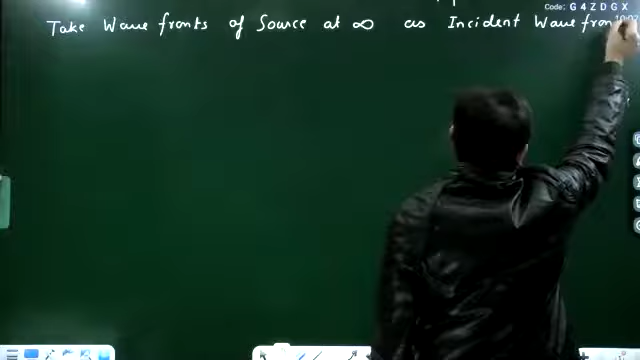 Code: G 4 Z D G X
Take Wave fronts of Source at ∞ as Incident Wave fron